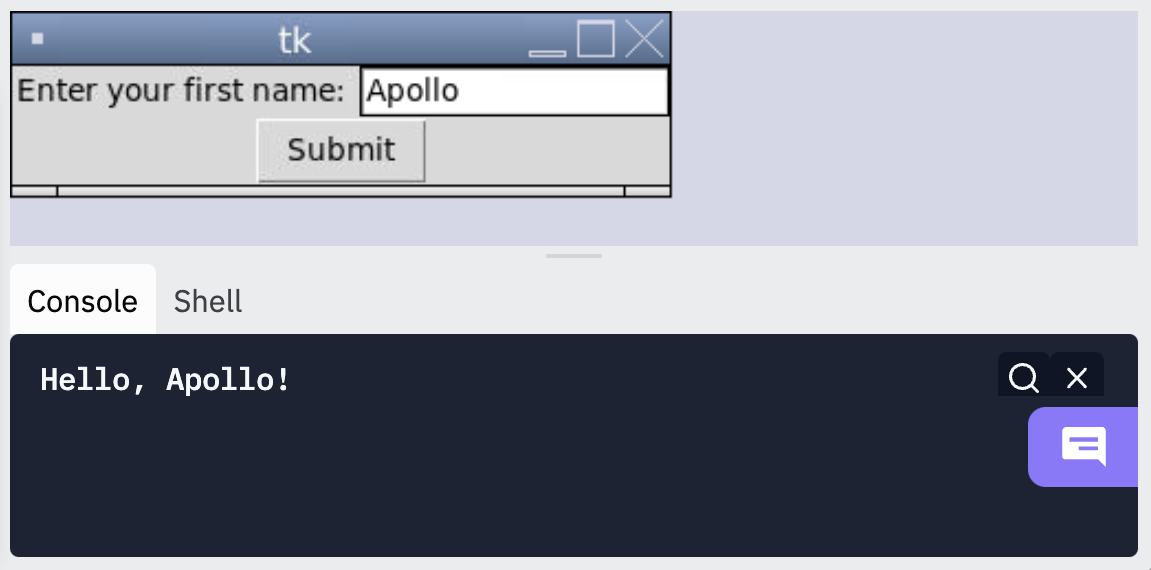 tk
Enter your first name: Apollo
Submit
Console Shell
Hello, Apollo!